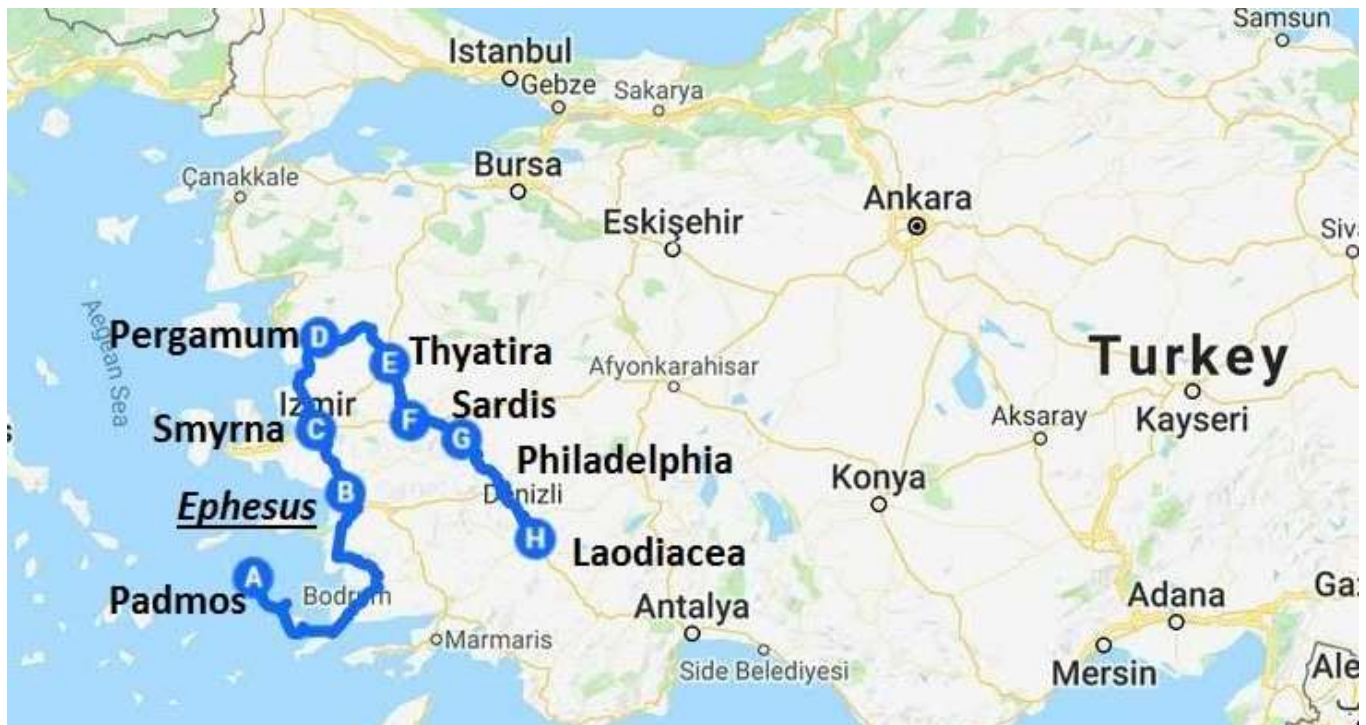 Samsun
Istanbul
Gebze
Sakarya
Bursa
Çanakkale
Ankara
Eskişehir
Siva
Aegean Sea
Pergamum
D
E
Thyatira
Afyonkarahisar
Turkey
Izmir
Sardis
Aksaray
Kayseri
Smyrna
C
F
G
Philadelphia
Konya
Denizli
B
Ephesus
H
Laodiacea
A
Padmos
Bodrum
Antalya
Adana
Gaz
Marmaris
Side Belediyesi
Mersin
Ale